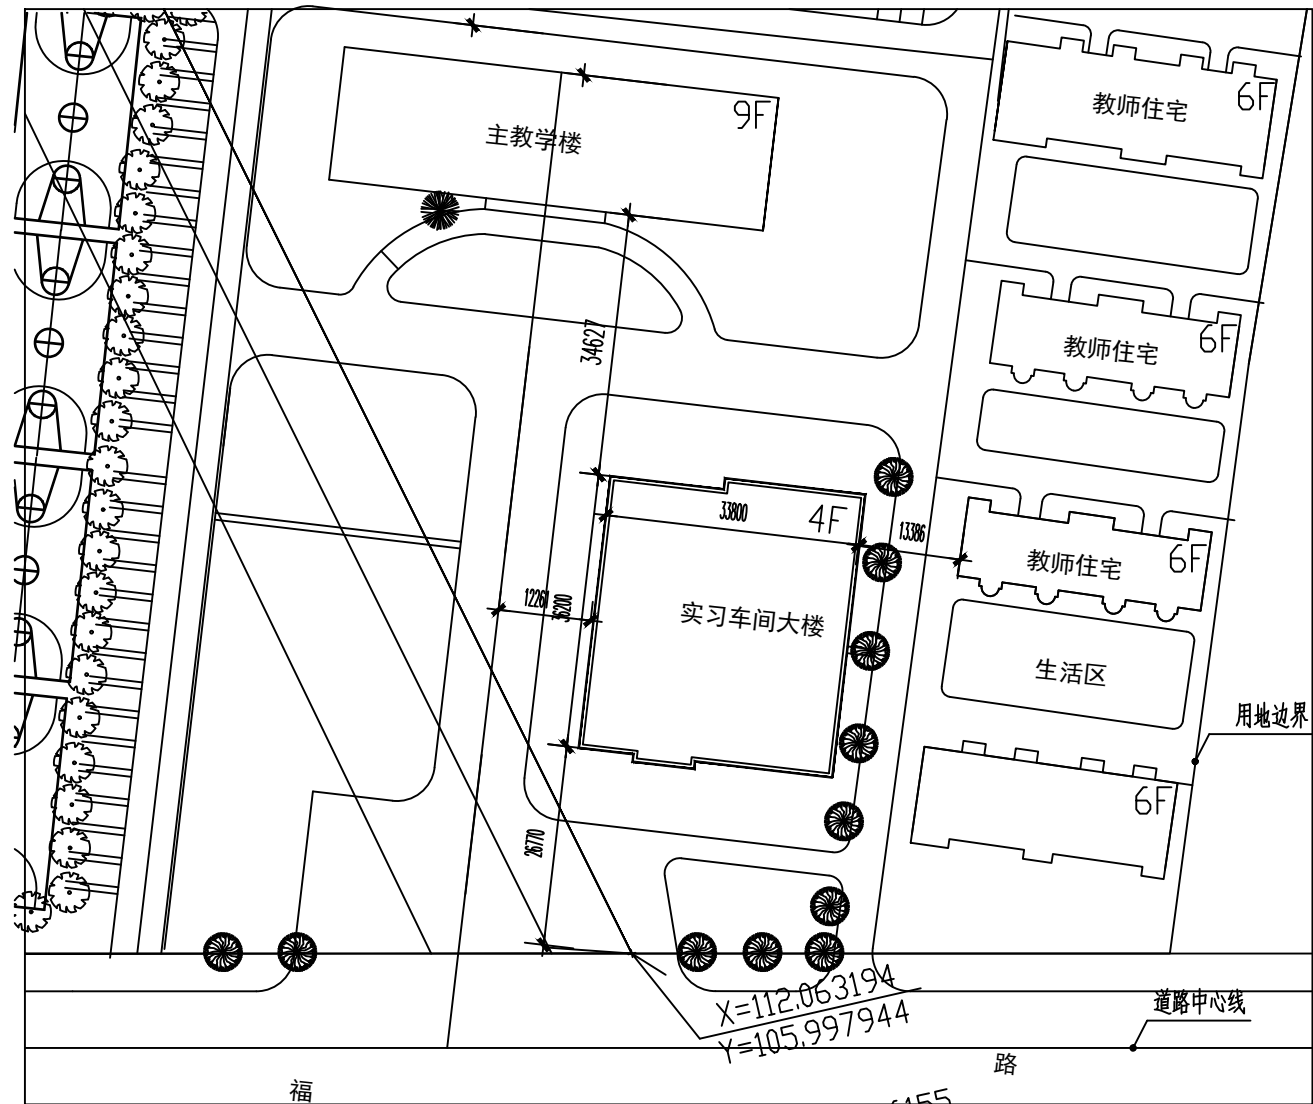 教师住宅
6F
9F
主教学楼
6F
教师住宅
34627
33800
4F
13386
教师住宅
6F
36200
实习车间大楼
生活区
用地边界
6F
26770
X=112.063194
Y=105.997944
道路中心线
路
福